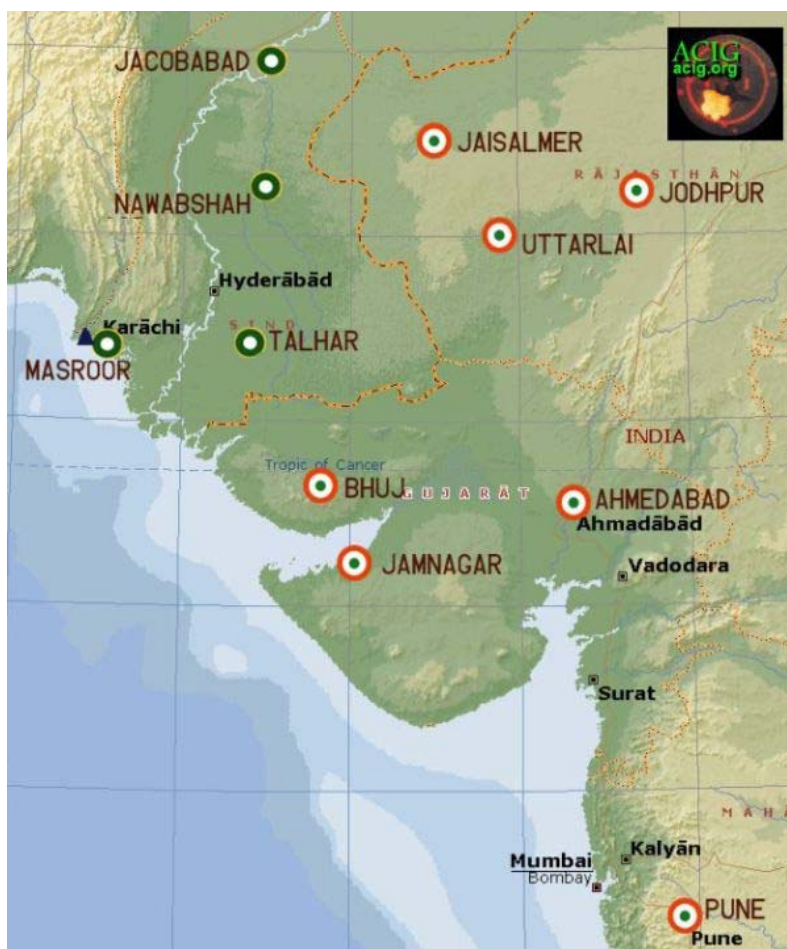 ACIG
acig.org
JACOBABAD
JAISALMER
RĀJASTHĀN
NAWABSHAH
JODHPUR
UTTARLAI
Hyderābād
Karāchi
SIND
TALHAR
MASROOR
INDIA
Tropic of Cancer
BHUJ
GUJARĀT
AHMEDABAD
Ahmadābād
JAMNAGAR
Vadodara
Surat
MAHĀ
Kalyān
Mumbai
Bombay
PUNE
Pune